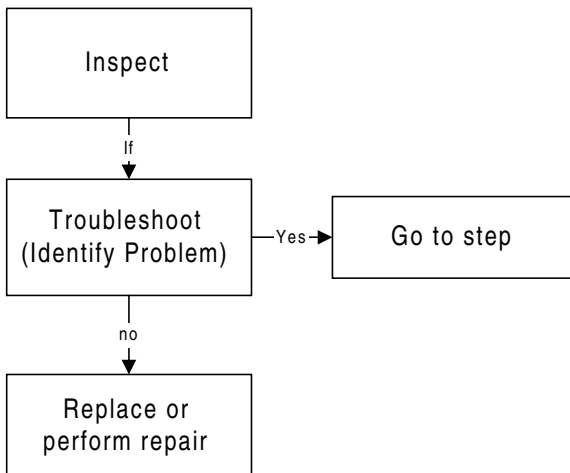 Inspect
If
Troubleshoot
(Identify Problem)
Yes
Go to step
no
Replace or
perform repair